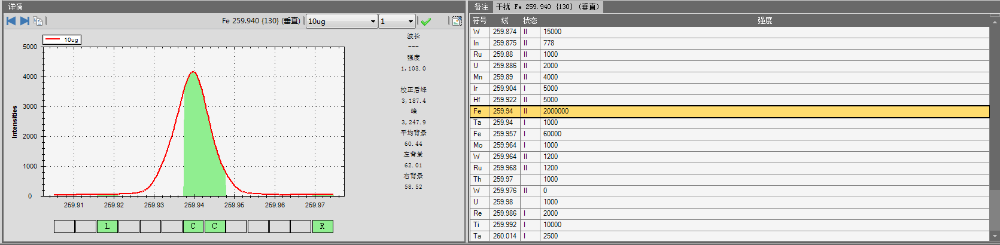 详情
Fe 259.940 {130} (垂直)
10ug
1
10ug
Intensities
5000
4000
3000
2000
1000
0
259.91 259.92 259.93 259.94 259.95 259.96 259.97
L C C R
波长
---
强度
1,103.0
校正后峰
3,187.4
峰
3,247.9
平均背景
60.44
左背景
62.01
右背景
58.52
备注 干扰 Fe 259.940 {130} (垂直)
符号 线 状态 强度
W 259.874 II 15000
In 259.875 II 778
Ru 259.88 II 1000
U 259.886 II 2000
Mn 259.89 II 4000
Ir 259.904 I 5000
Hf 259.922 II 5000
Fe 259.94 II 2000000
Ta 259.94 I 1000
Fe 259.957 I 60000
Mo 259.964 I 1000
W 259.964 II 1200
Ru 259.968 II 1200
Th 259.97 1000
W 259.976 II 0
U 259.98 1000
Re 259.986 I 2000
Ti 259.992 I 10000
Ta 260.014 I 2500